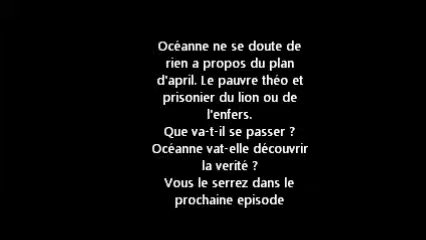 Océanne ne se doute de
rien a propos du plan
d'april. Le pauvre théo et
prisonier du lion ou de
l'enfers.
Que va-t-il se passer ?
Océanne vat-elle découvrir
la verité ?
Vous le serrez dans le
prochaine episode